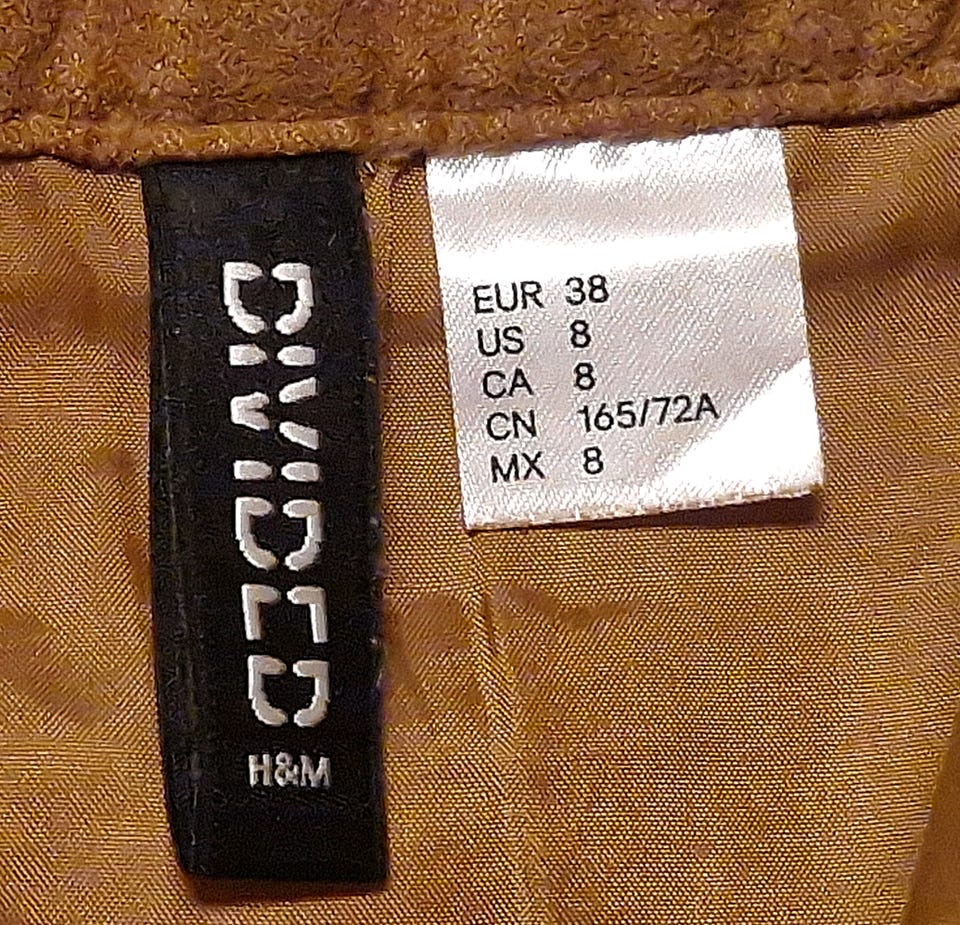 DIVIDED
H&M
EUR 38
US 8
CA 8
CN 165/72A
MX 8